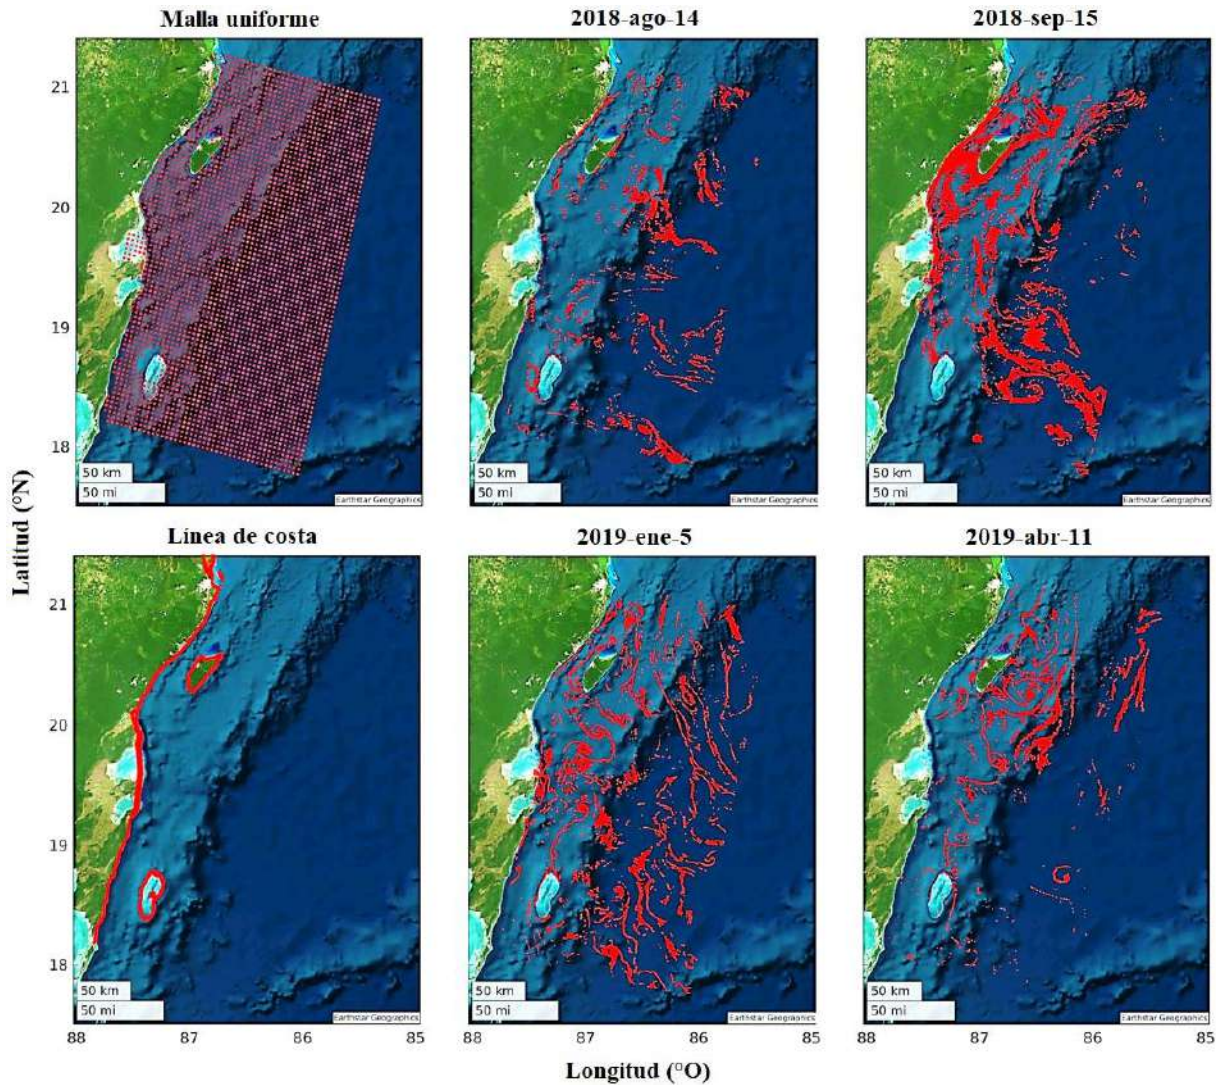 Malla uniforme
2018-ago-14
2018-sep-15
21
20
19
18
50 km
50 mi
Earthstar Geographics
50 km
50 mi
Earthstar Geographics
50 km
50 mi
Earthstar Geographics
Latitud (°N)
Línea de costa
2019-ene-5
2019-abr-11
21
20
19
18
50 km
50 mi
Earthstar Geographics
50 km
50 mi
Earthstar Geographics
50 km
50 mi
Earthstar Geographics
88 87 86 85
87 86 85
87 86 85
Longitud (°O)